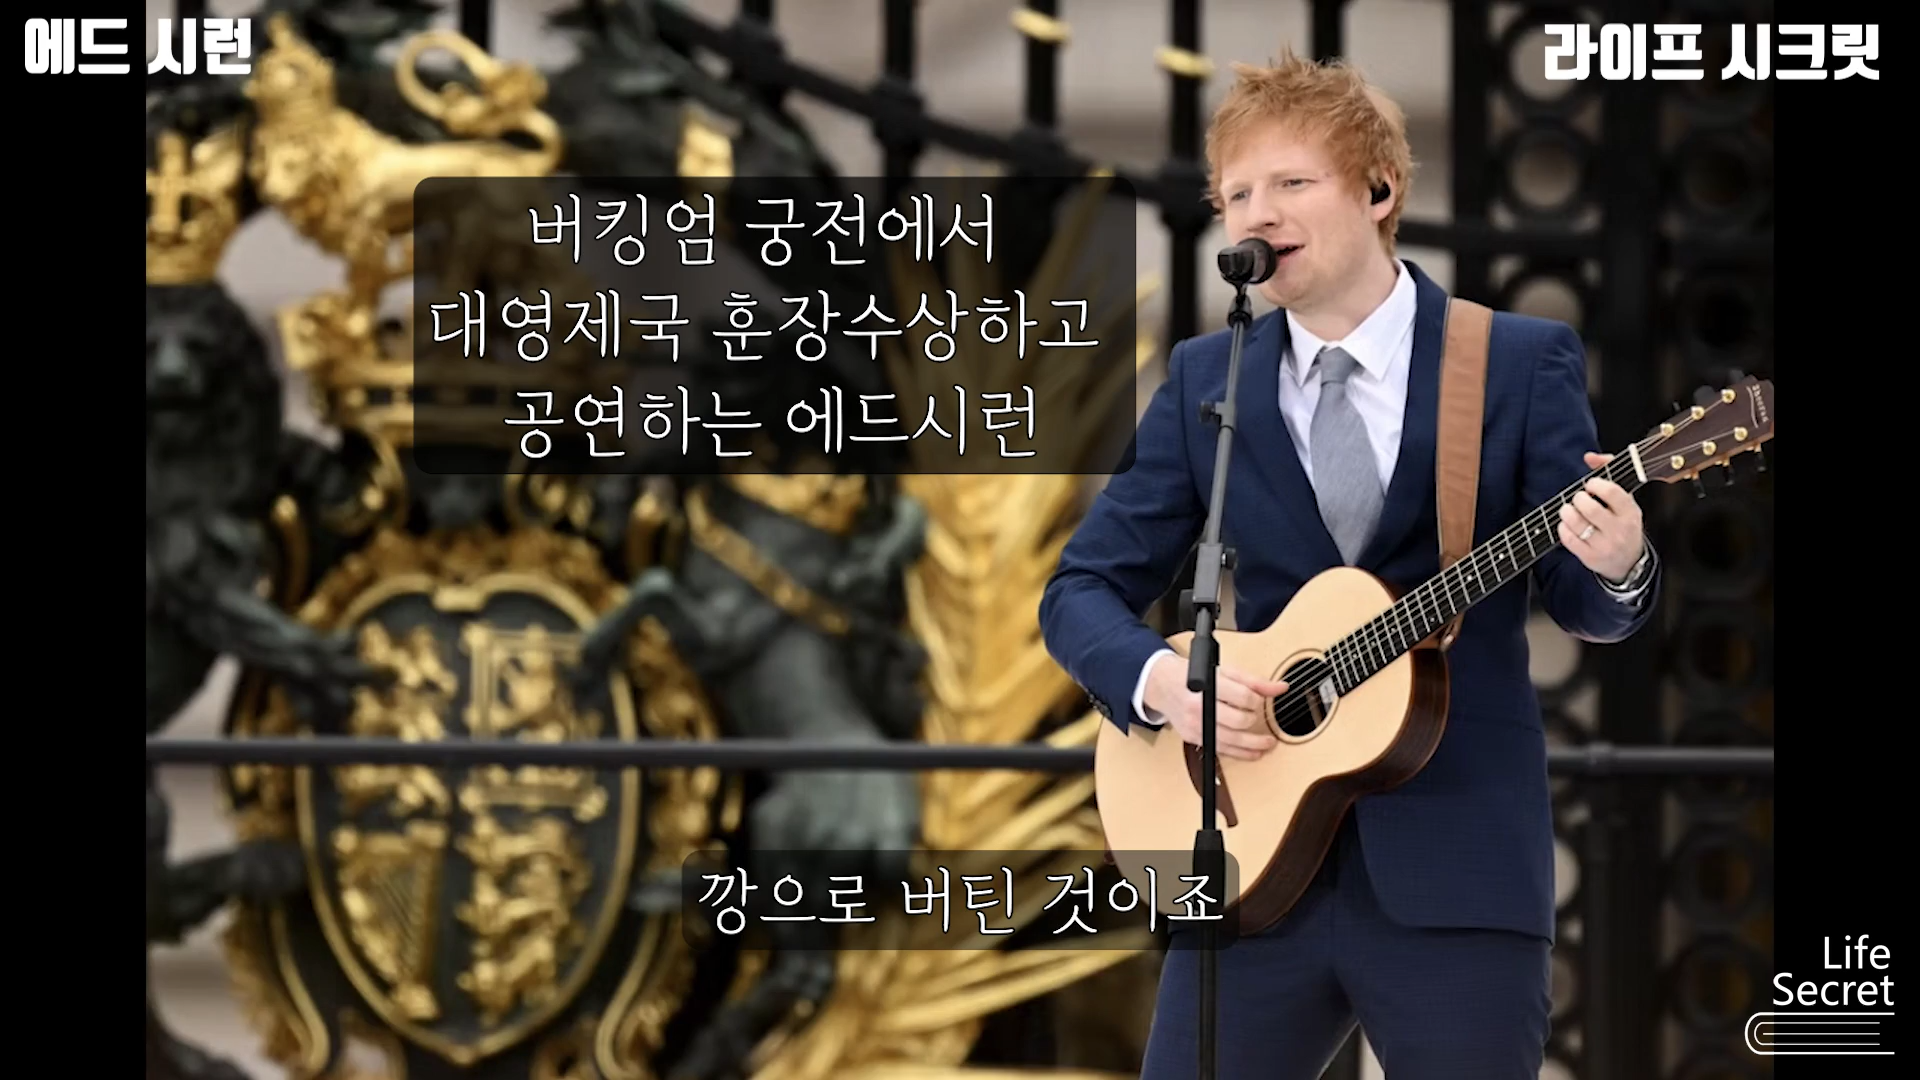 에드 시런
라이프 시크릿
버킹엄 궁전에서
대영제국 훈장수상하고
공연하는 에드시런
깡으로 버틴 것이죠
Life
Secret